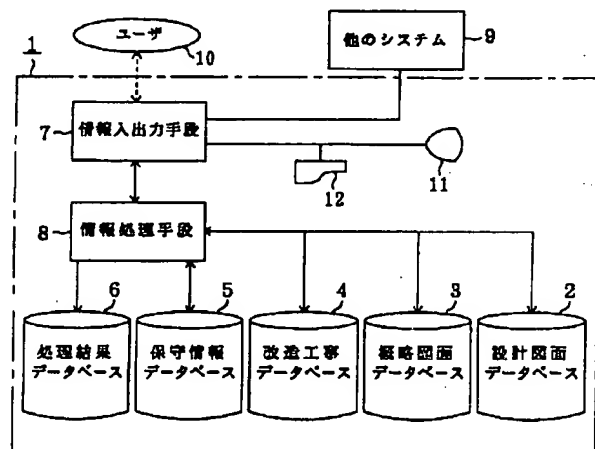 ユーザ
10
他のシステム
9
1
7
情報入出力手段
12
11
8
情報処理手段
6
5
4
3
2
処理結果
データベース
保守情報
データベース
改造工事
データベース
概略図面
データベース
設計図面
データベース